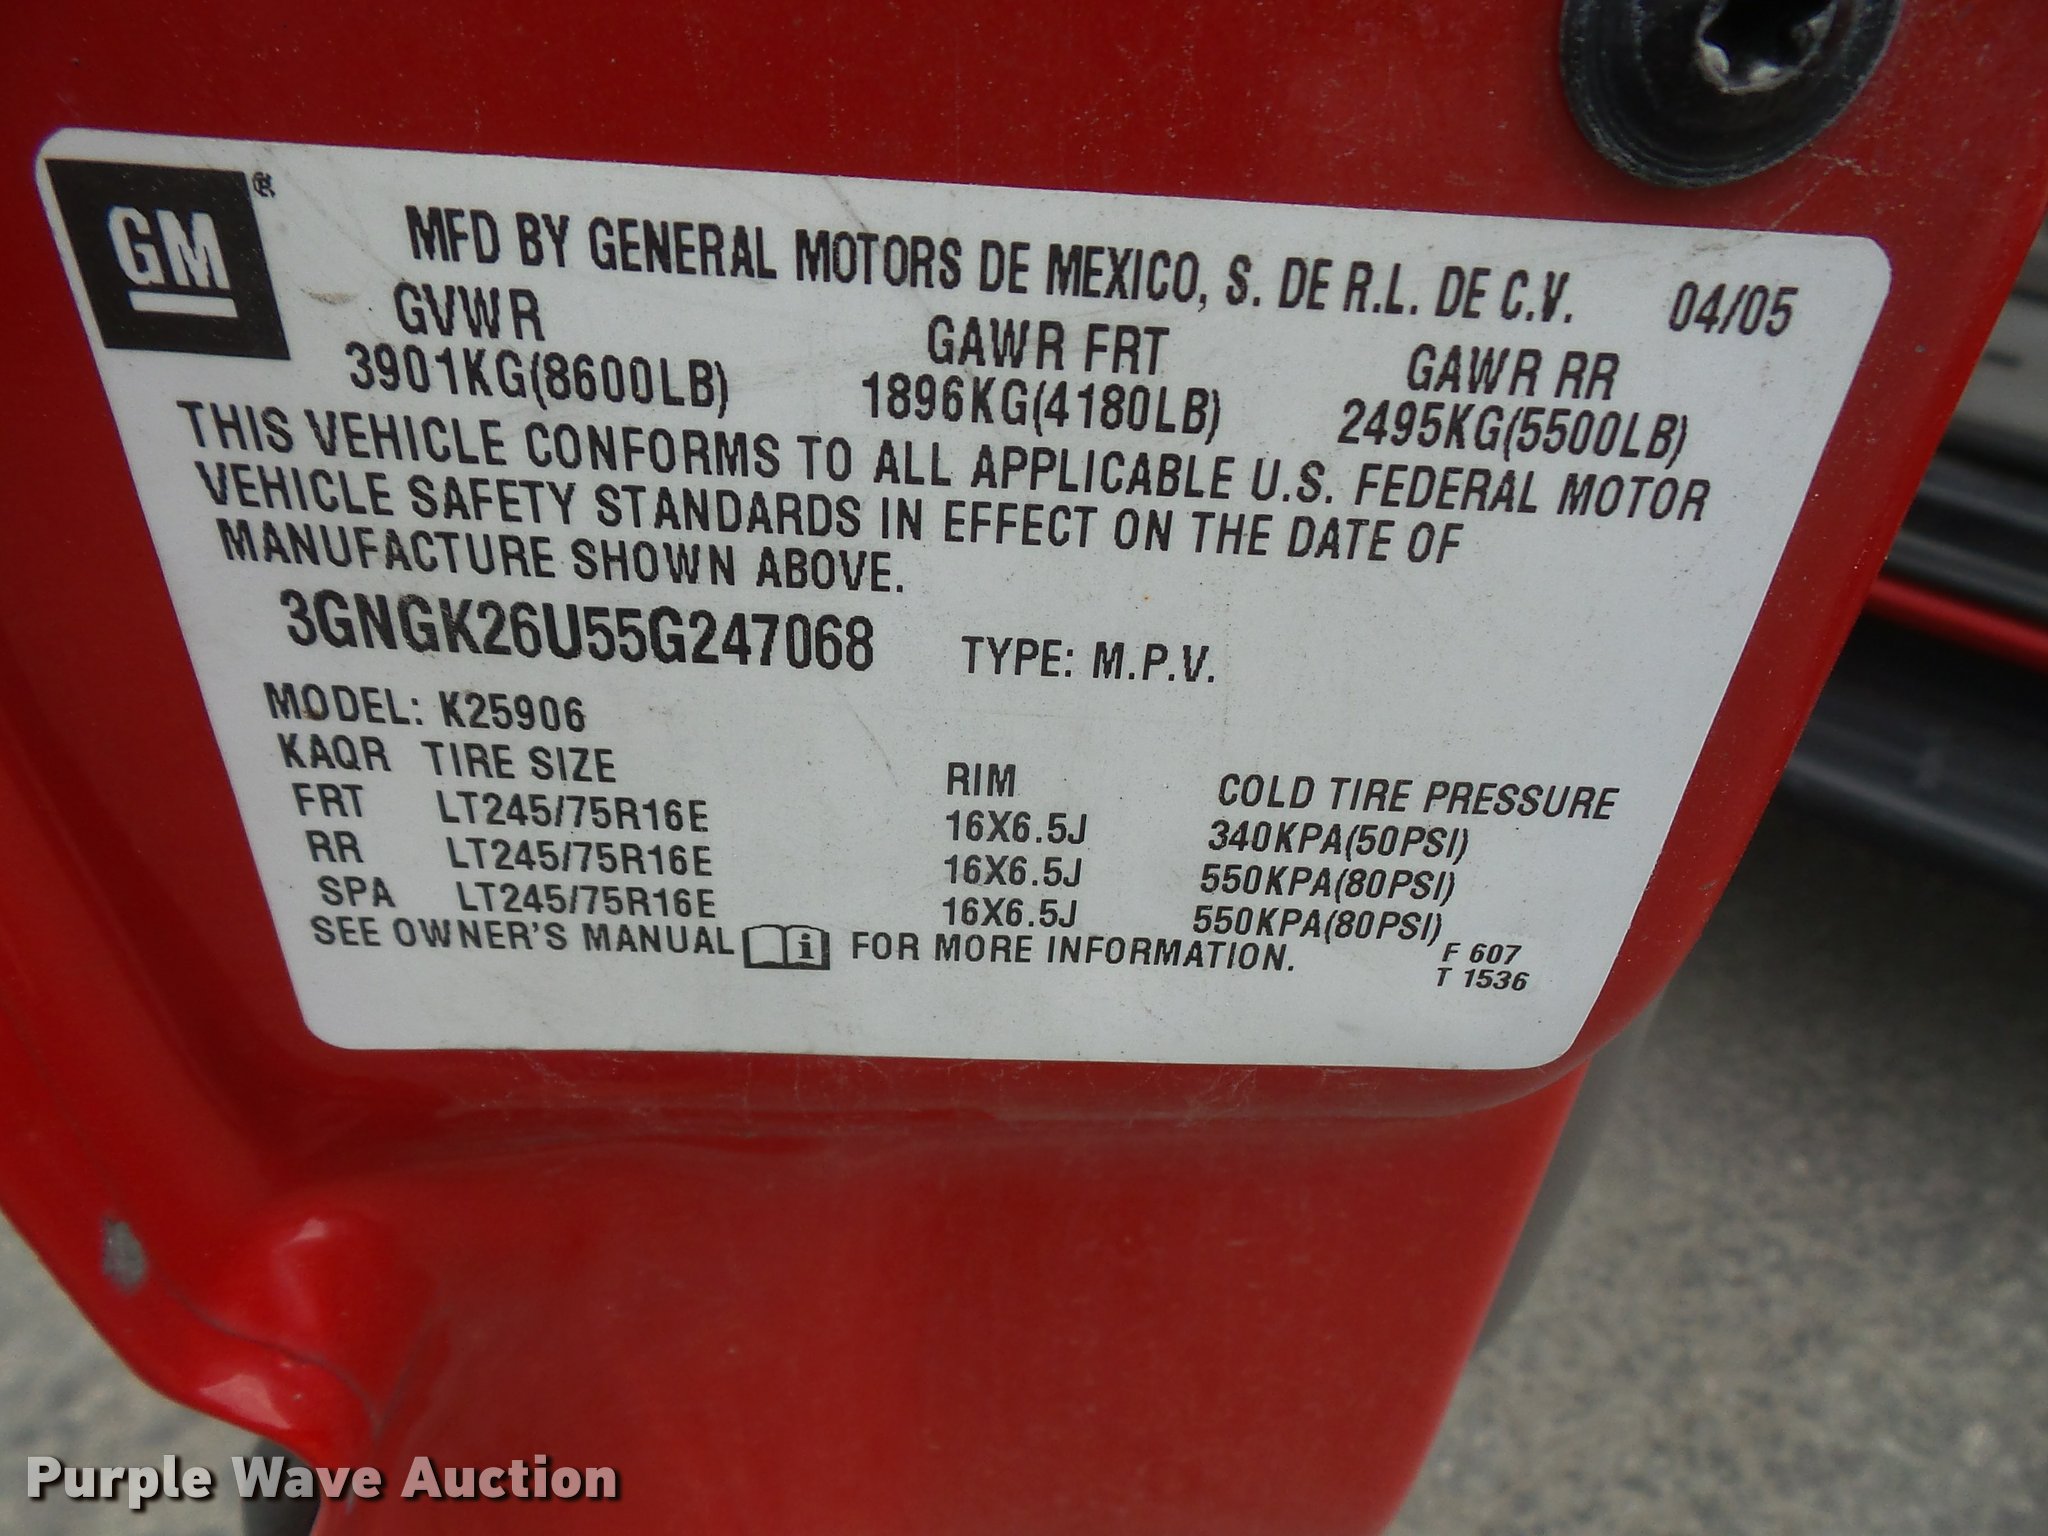 GM ®
MFD BY GENERAL MOTORS DE MEXICO, S. DE R.L. DE C.V. 04/05
GVWR GAWR FRT GAWR RR
3901KG(8600LB) 1896KG(4180LB) 2495KG(5500LB)
THIS VEHICLE CONFORMS TO ALL APPLICABLE U.S. FEDERAL MOTOR
VEHICLE SAFETY STANDARDS IN EFFECT ON THE DATE OF
MANUFACTURE SHOWN ABOVE.
3GNGK26U55G247068 TYPE: M.P.V.
MODEL: K25906
KAQR TIRE SIZE RIM COLD TIRE PRESSURE
FRT LT245/75R16E 16X6.5J 340KPA(50PSI)
RR LT245/75R16E 16X6.5J 550KPA(80PSI)
SPA LT245/75R16E 16X6.5J 550KPA(80PSI)
SEE OWNER'S MANUAL i FOR MORE INFORMATION. F 607
T 1536
Purple Wave Auction